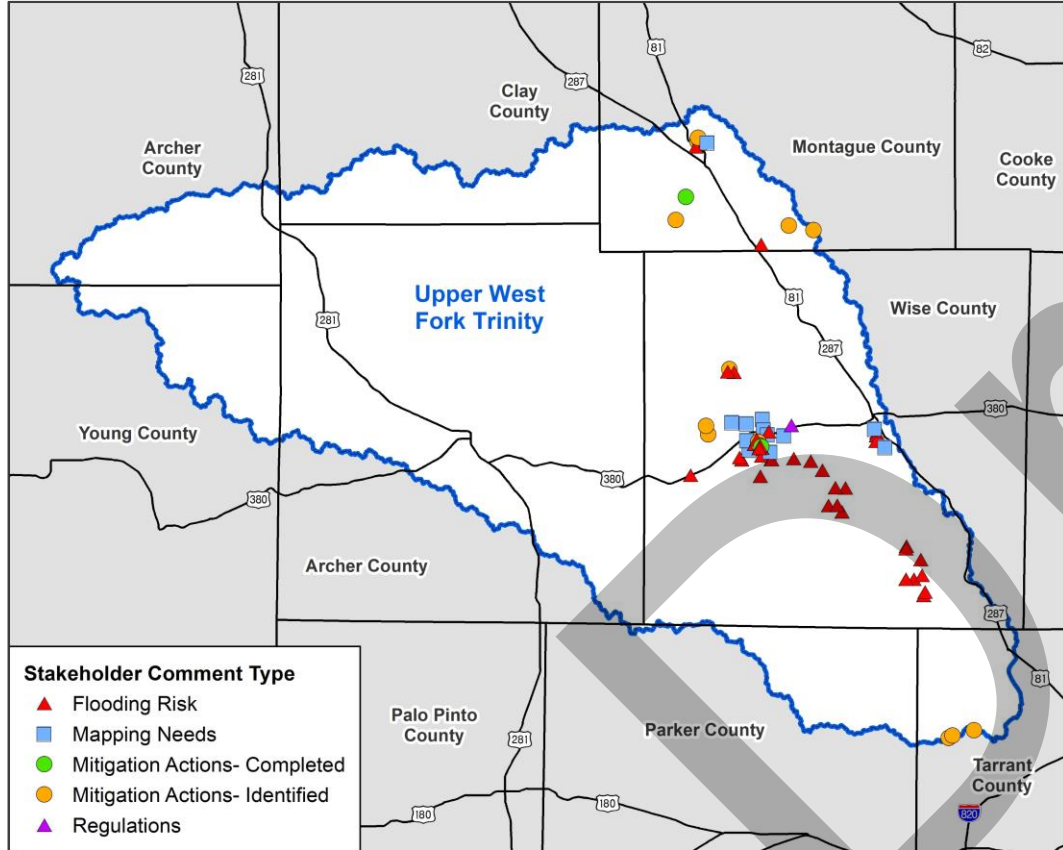 81
82
281
287
Clay
County
Archer
County
Montague County
Cooke
County
Upper West
Fork Trinity
81
Wise County
281
287
380
Young County
380
380
Archer County
287
81
Stakeholder Comment Type
Flooding Risk
Mapping Needs
Mitigation Actions- Completed
Mitigation Actions- Identified
Regulations
Palo Pinto
County
281
Parker County
Tarrant
County
180
180
820